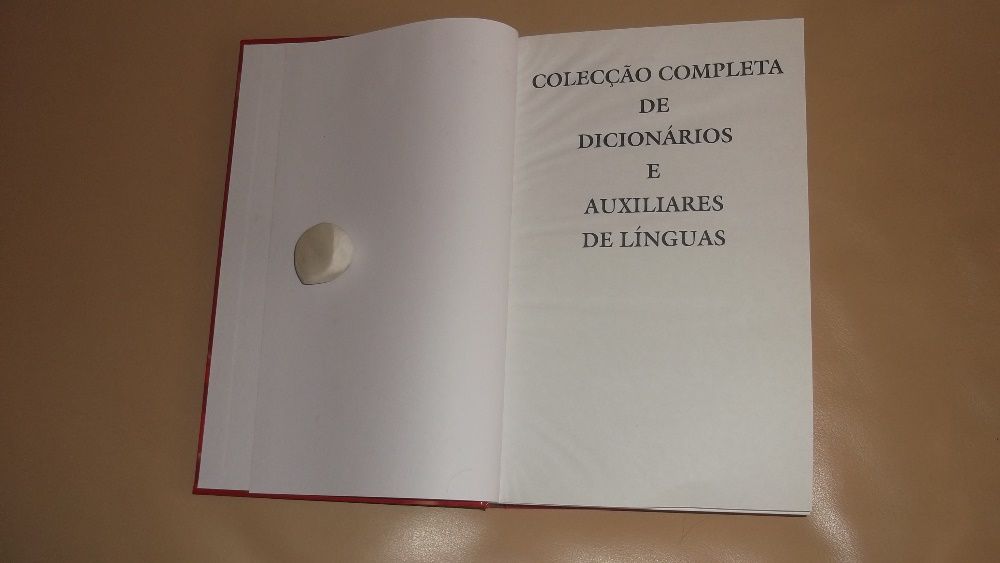 COLECÇÃO COMPLETA
DE
DICIONÁRIOS
E
AUXILIARES
DE LÍNGUAS